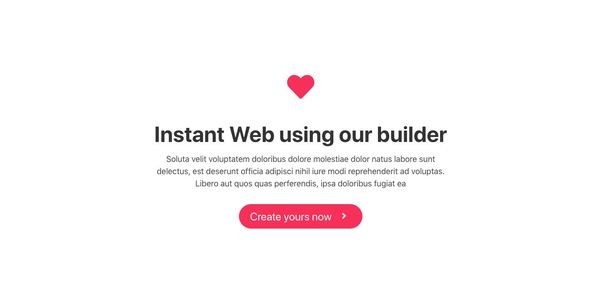 Instant Web using our builder
Soluta velit voluptatem doloribus dolore molestiae dolor natus labore sunt
delectus, est deserunt officia adipisci nihil iure modi reprehenderit ad voluptas.
Libero aut quos quas perferendis, ipsa doloribus fugiat ea
Create yours now